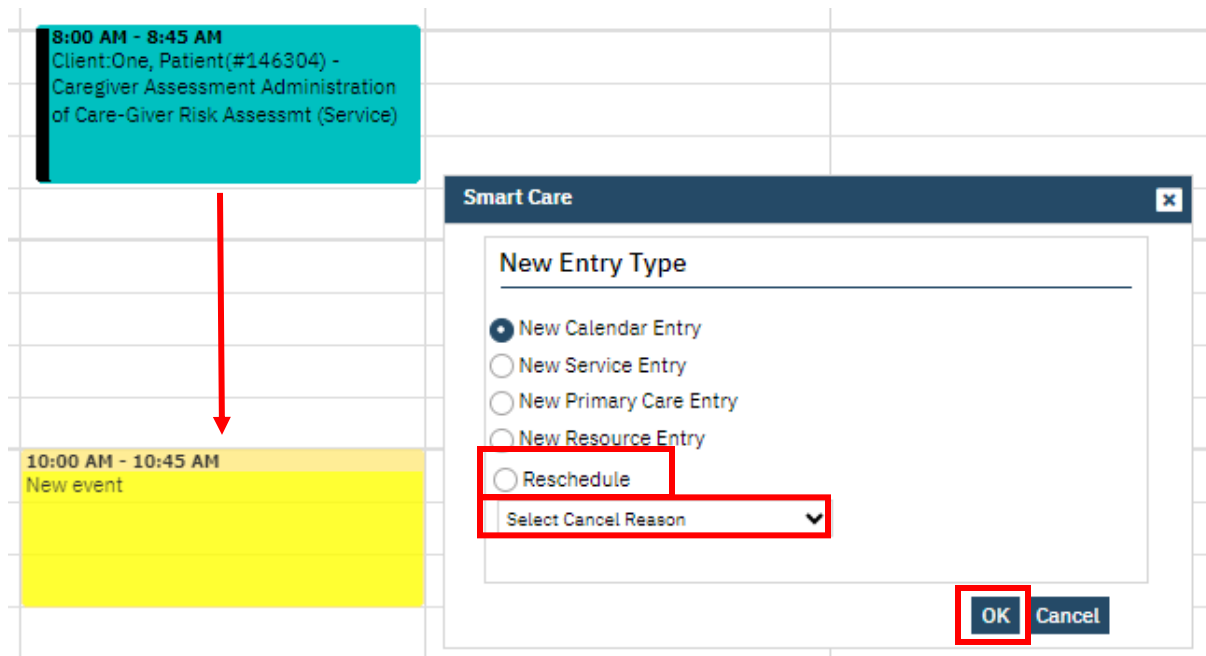 8:00 AM - 8:45 AM
Client:One, Patient(#146304) -
Caregiver Assessment Administration
of Care-Giver Risk Assessmt (Service)
10:00 AM - 10:45 AM
New event
Smart Care
New Entry Type
New Calendar Entry
New Service Entry
New Primary Care Entry
New Resource Entry
Reschedule
Select Cancel Reason
OK Cancel